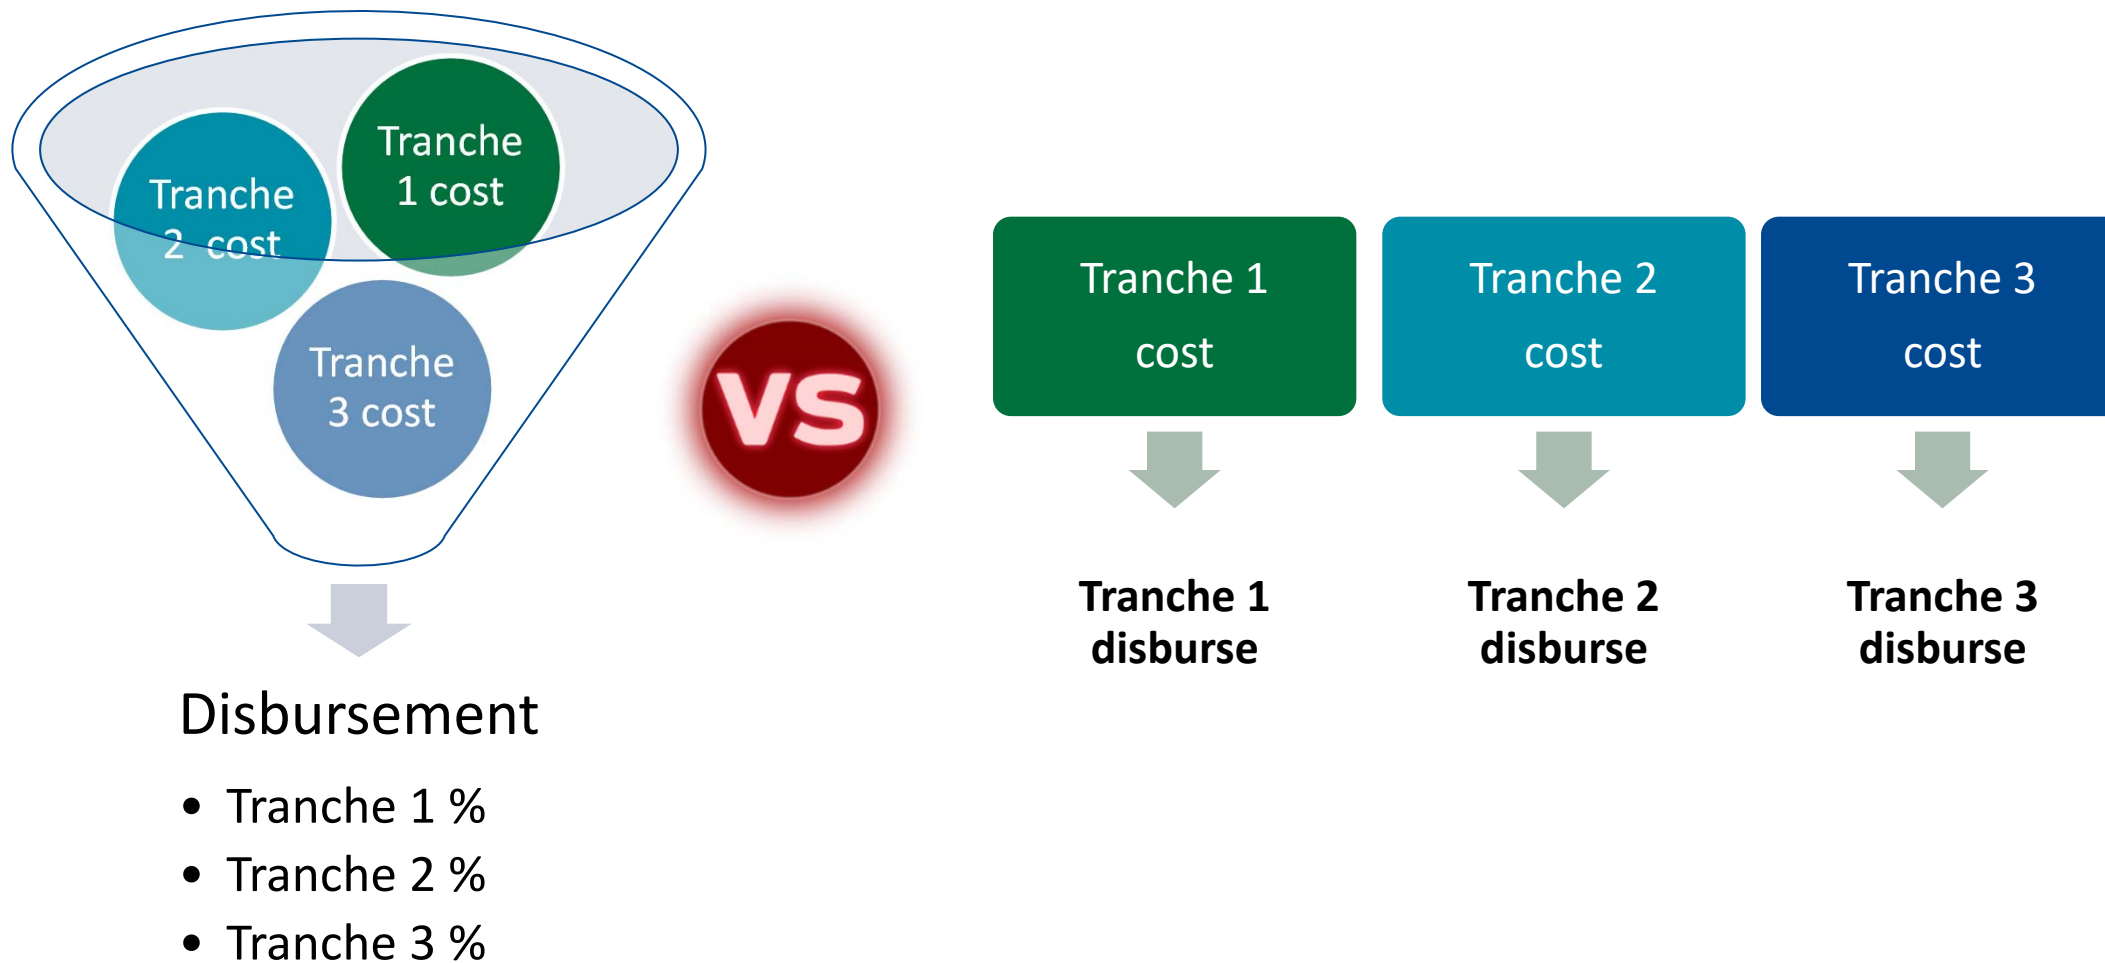 Tranche
1 cost
Tranche
2 cost
Tranche
3 cost
Disbursement
• Tranche 1 %
• Tranche 2 %
• Tranche 3 %
VS
Tranche 1
cost
Tranche 2
cost
Tranche 3
cost
Tranche 1
disburse
Tranche 2
disburse
Tranche 3
disburse